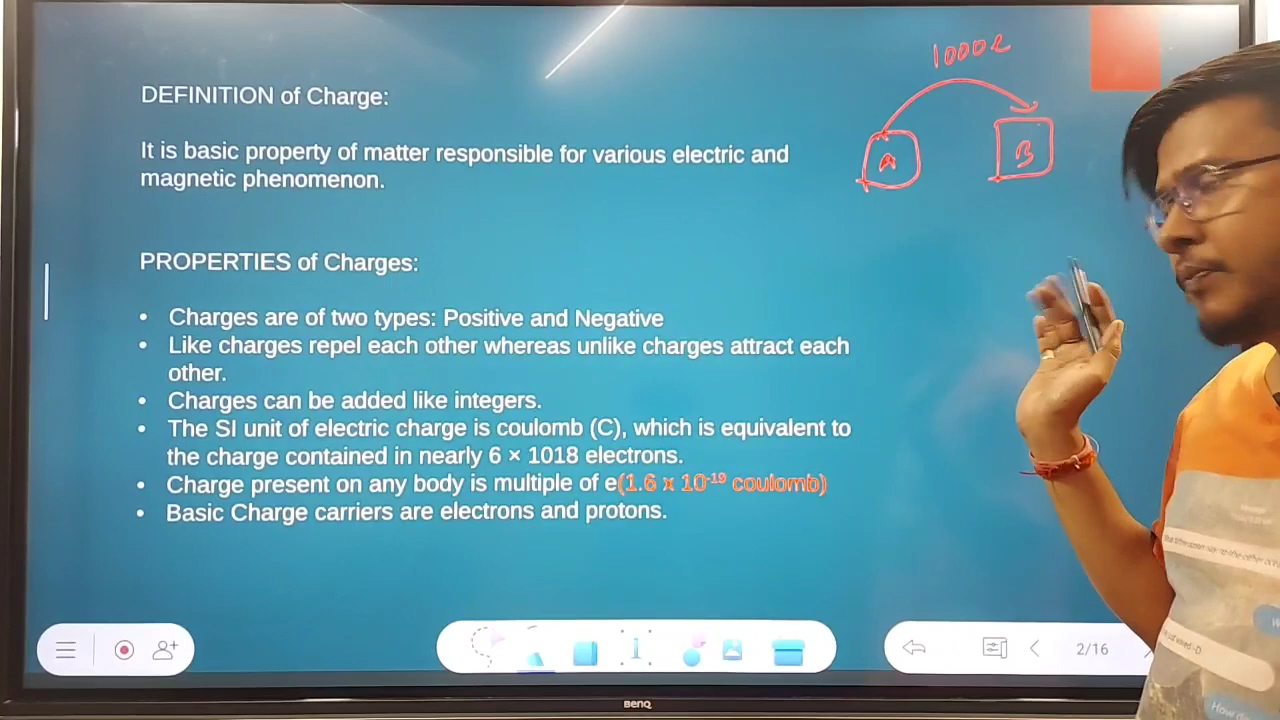 DEFINITION of Charge:
1000e
It is basic property of matter responsible for various electric and
magnetic phenomenon.
A
B
PROPERTIES of Charges:
• Charges are of two types: Positive and Negative
• Like charges repel each other whereas unlike charges attract each
other.
• Charges can be added like integers.
• The SI unit of electric charge is coulomb (C), which is equivalent to
the charge contained in nearly 6 × 1018 electrons.
• Charge present on any body is multiple of e(1.6 x 10⁻¹⁹ coulomb)
• Basic Charge carriers are electrons and protons.
2/16
BenQ